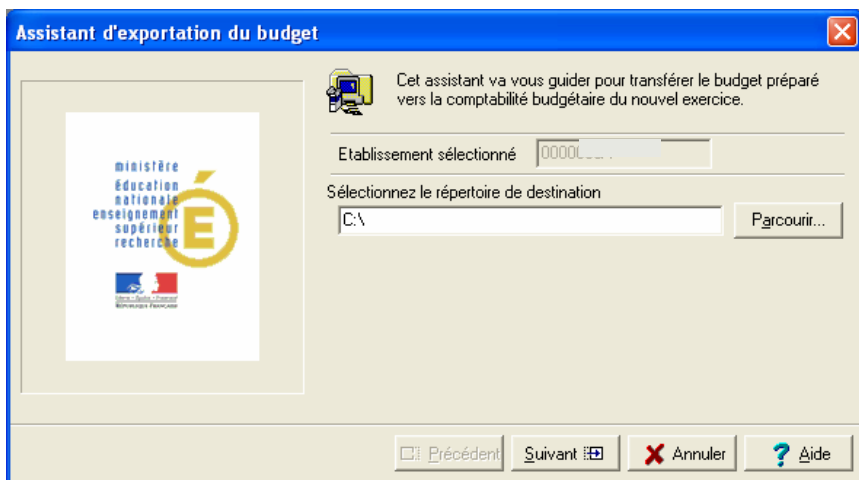 Assistant d'exportation du budget
Cet assistant va vous guider pour transférer le budget préparé
vers la comptabilité budgétaire du nouvel exercice.
ministère
éducation
nationale
enseignement
supérieur
recherche
É
RÉPUBLIQUE FRANÇAISE
Etablissement sélectionné
Sélectionnez le répertoire de destination
C:\
Parcourir...
Précédent
Suivant
Annuler
Aide